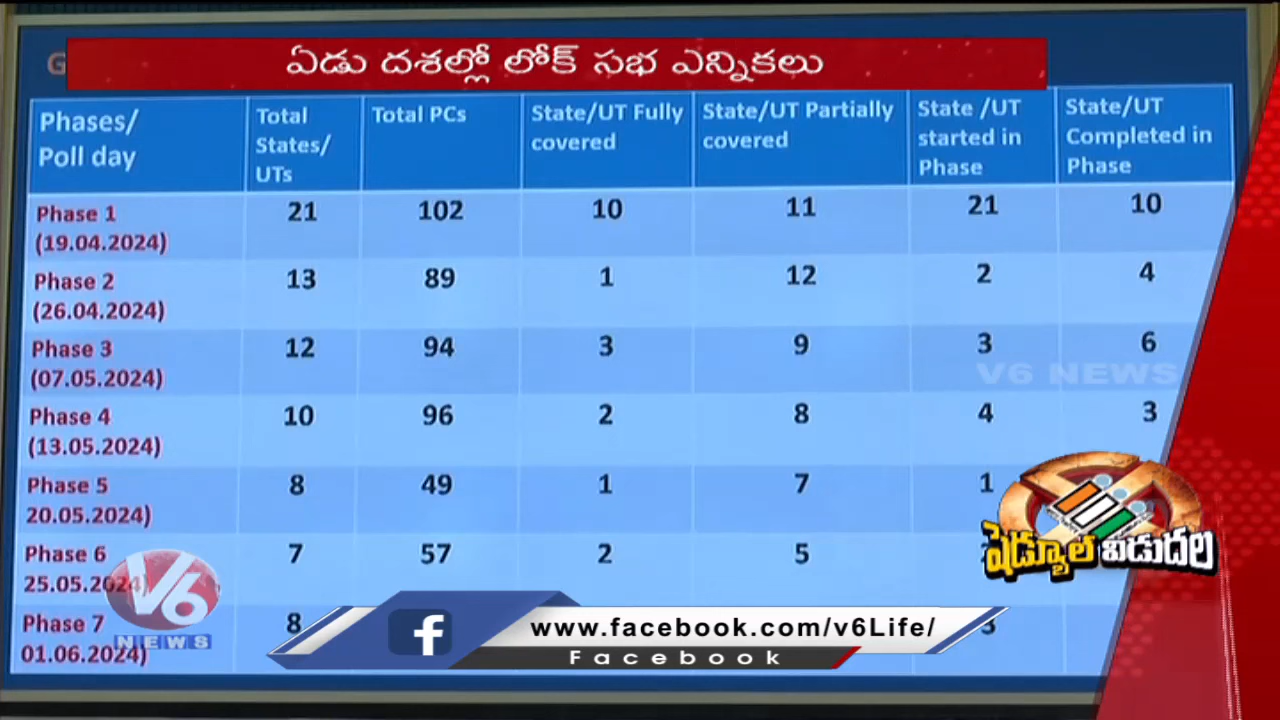 G
ఏడు దశల్లో లోక్ సభ ఎన్నికలు
Phases/
Poll day
Total
States/
UTs
Total PCs
State/UT Fully
covered
State/UT Partially
covered
State /UT
started in
Phase
State/UT
Completed in
Phase
Phase 1
(19.04.2024)
21 102 10 11 21 10
Phase 2
(26.04.2024)
13 89 1 12 2 4
Phase 3
(07.05.2024)
12 94 3 9 3 6
V6 NEWS
Phase 4
(13.05.2024)
10 96 2 8 4 3
Phase 5
20.05.2024)
8 49 1 7 1
Phase 6
25.05.2024)
7 57 2 5
షెడ్యూల్ విడుదల
Phase 7
01.06.2024)
8 3
V6
NEWS
f
www.facebook.com/v6Life/
Facebook